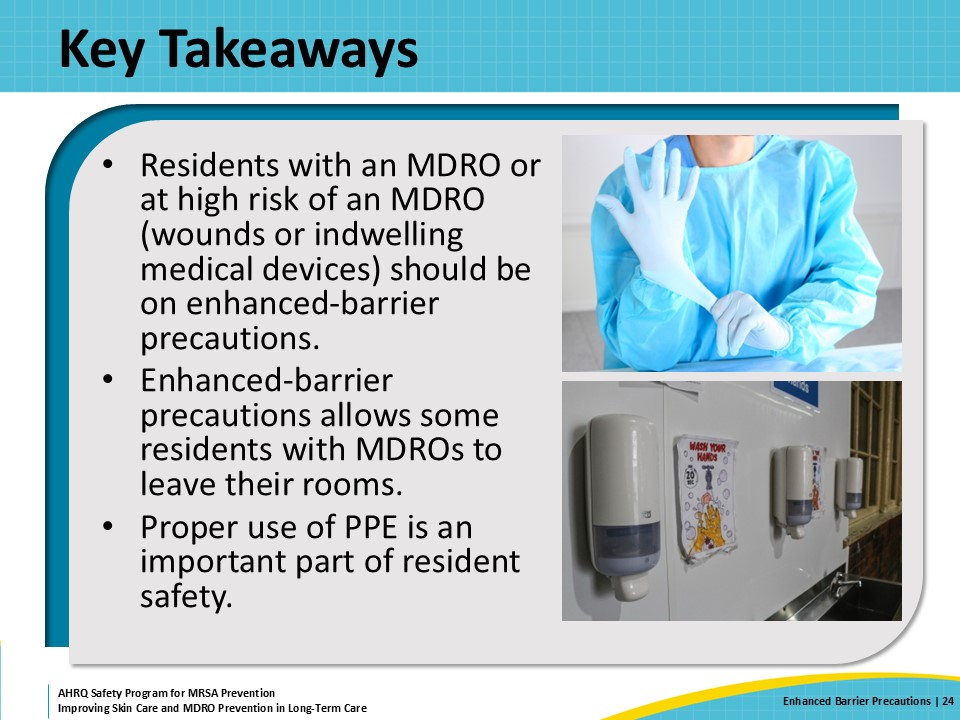 Key Takeaways
• Residents with an MDRO or
at high risk of an MDRO
(wounds or indwelling
medical devices) should be
on enhanced-barrier
precautions.
• Enhanced-barrier
precautions allows some
residents with MDROs to
leave their rooms.
• Proper use of PPE is an
important part of resident
safety.
hands
WASH YOUR
HANDS
20
SEC
AHRQ Safety Program for MRSA Prevention
Improving Skin Care and MDRO Prevention in Long-Term Care
Enhanced Barrier Precautions | 24